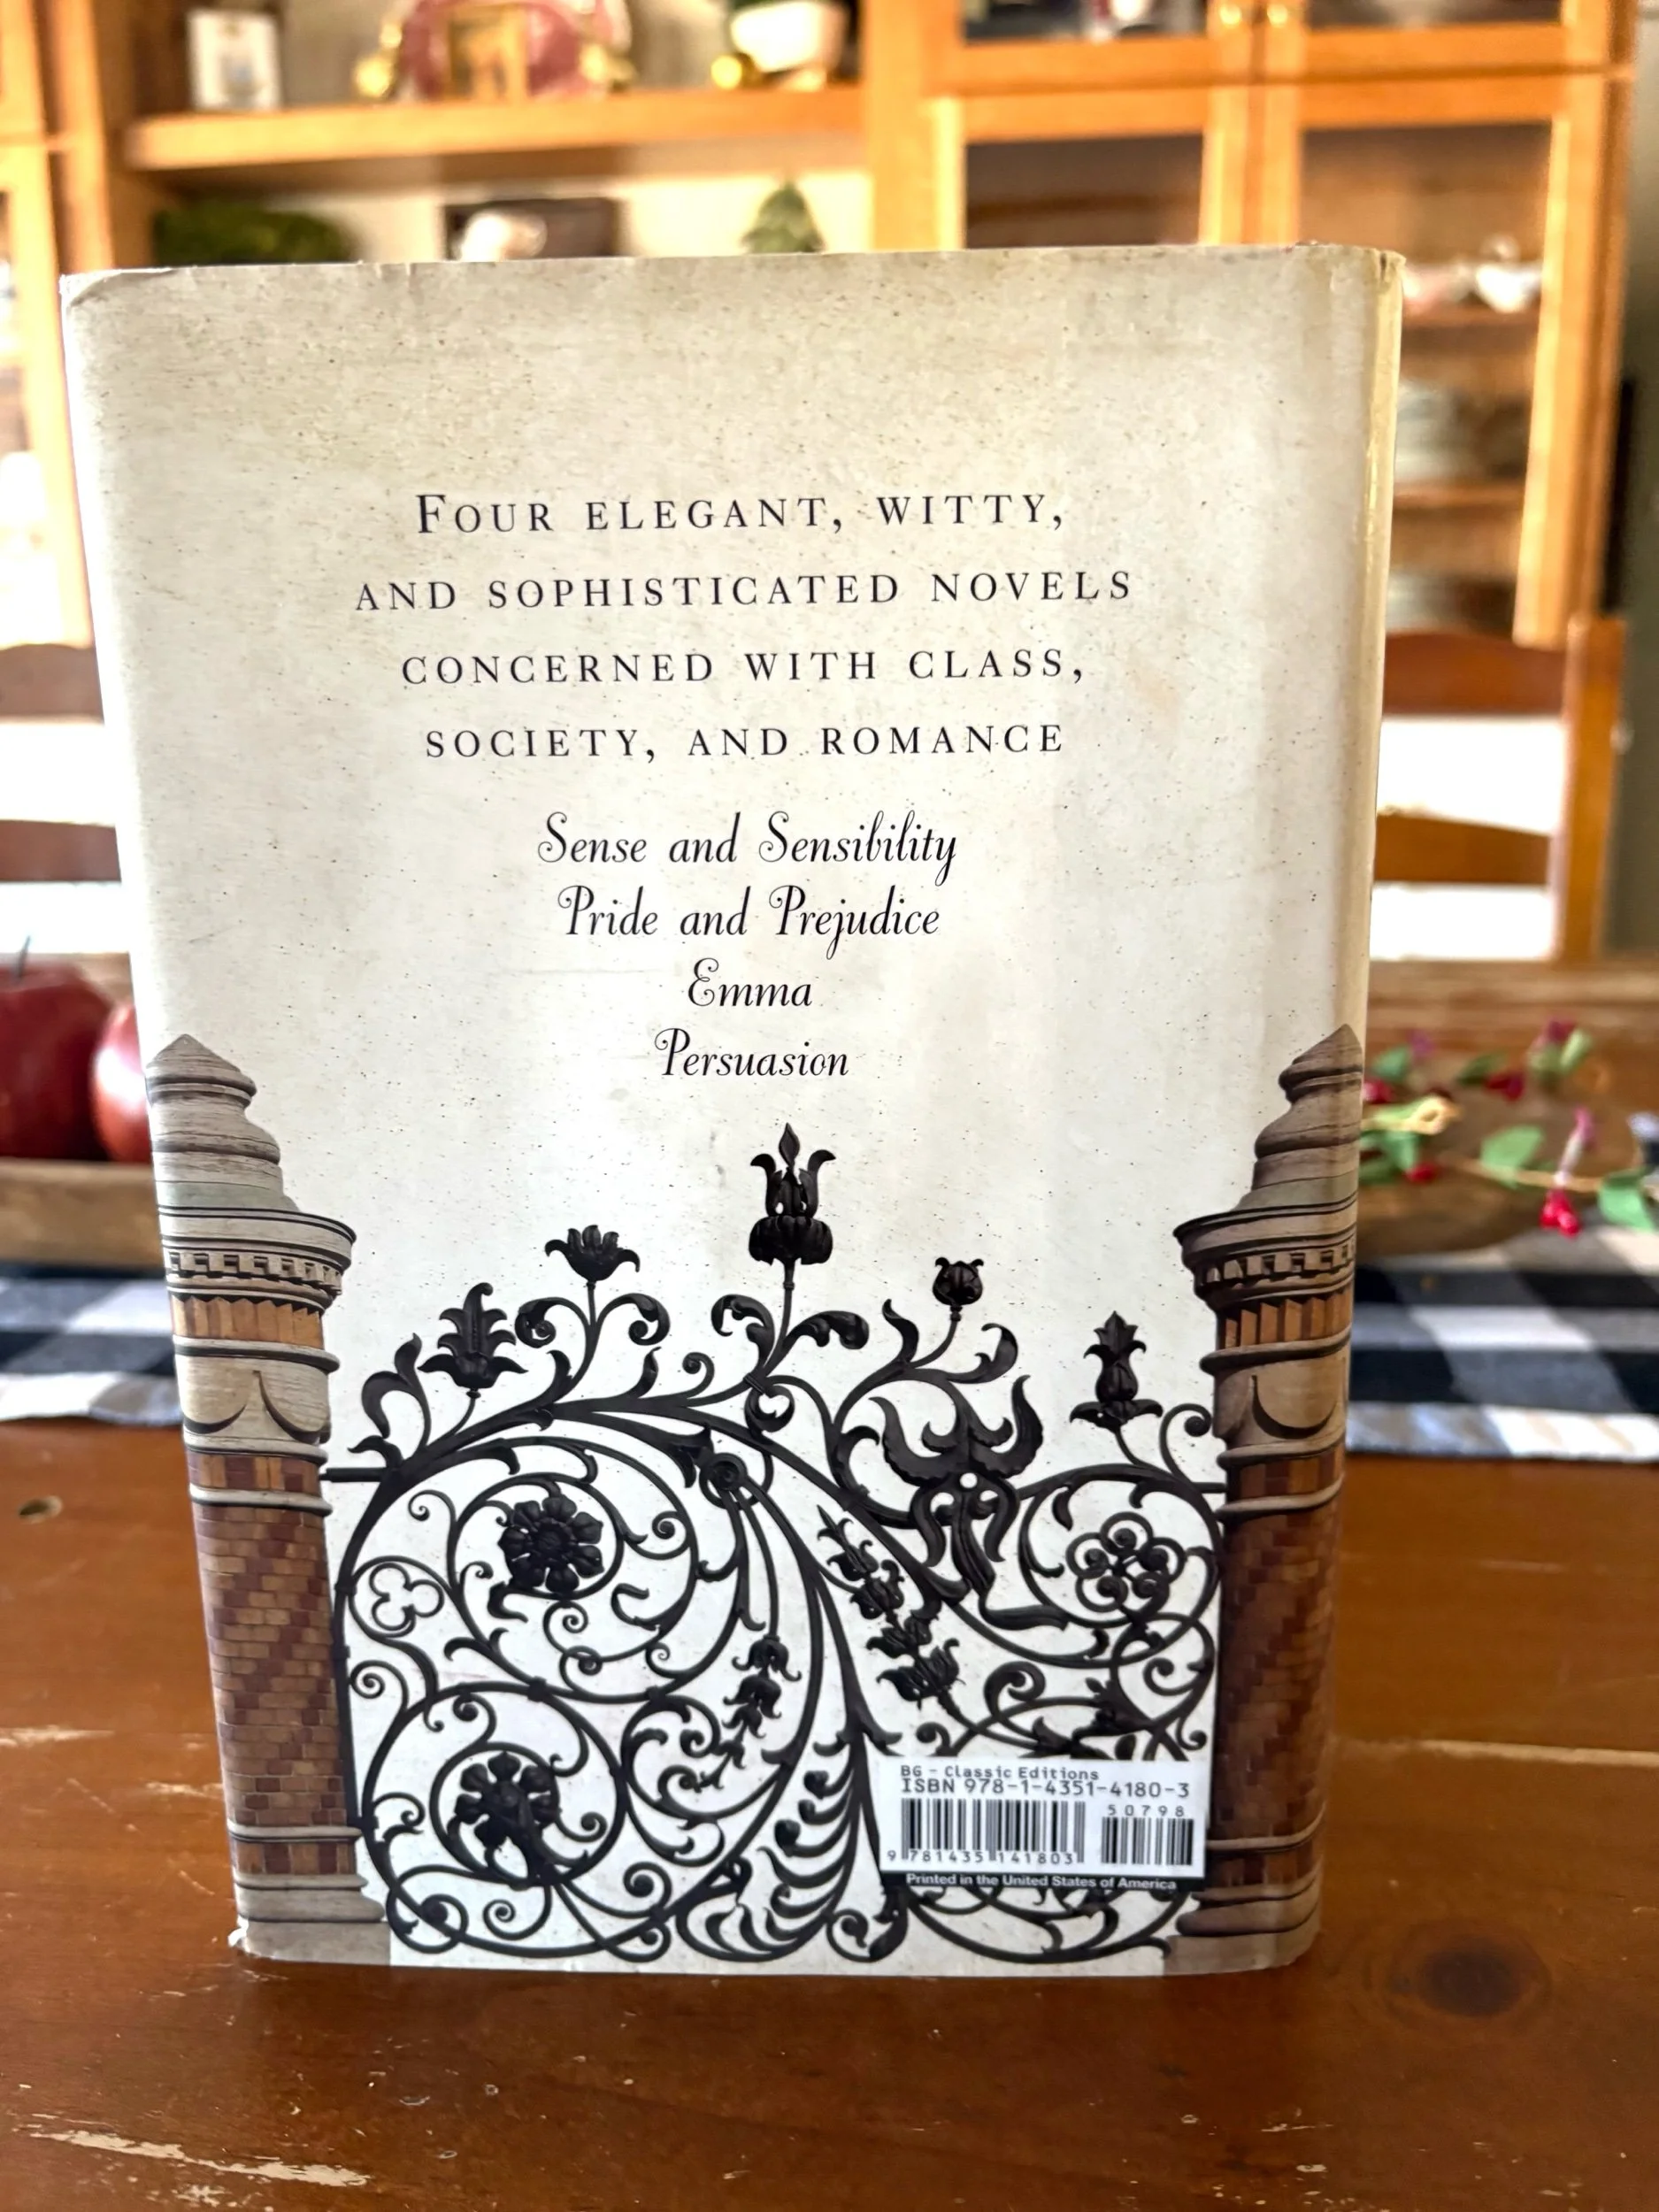 FOUR ELEGANT, WITTY,
AND SOPHISTICATED NOVELS
CONCERNED WITH CLASS,
SOCIETY, AND ROMANCE
Sense and Sensibility
Pride and Prejudice
Emma
Persuasion
BG - Classic Editions
ISBN 978-1-4351-4180-3
50798
9 781435 141803
Printed in the United States of America